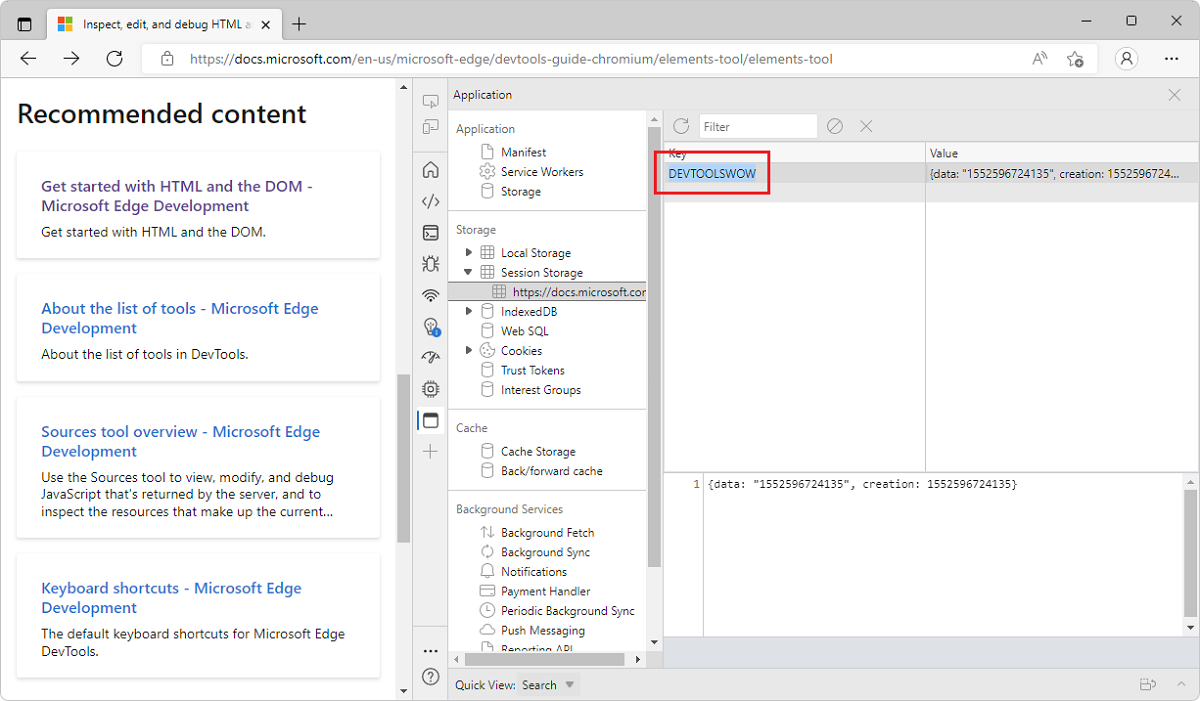 Inspect, edit, and debug HTML a
https://docs.microsoft.com/en-us/microsoft-edge/devtools-guide-chromium/elements-tool/elements-tool
Recommended content
Get started with HTML and the DOM -
Microsoft Edge Development
Get started with HTML and the DOM.
About the list of tools - Microsoft Edge
Development
About the list of tools in DevTools.
Sources tool overview - Microsoft Edge
Development
Use the Sources tool to view, modify, and debug
JavaScript that's returned by the server, and to
inspect the resources that make up the current...
Keyboard shortcuts - Microsoft Edge
Development
The default keyboard shortcuts for Microsoft Edge
DevTools.
Application
Application
Manifest
Service Workers
Storage
Storage
Local Storage
Session Storage
https://docs.microsoft.cor
IndexedDB
Web SQL
Cookies
Trust Tokens
Interest Groups
Cache
Cache Storage
Back/forward cache
Background Services
Background Fetch
Background Sync
Notifications
Payment Handler
Periodic Background Sync
Push Messaging
Reporting API
Filter
Key
Value
DEVTOOLSWOW
{data: "1552596724135", creation: 1552596724...
1 {data: "1552596724135", creation: 1552596724135}
Quick View: Search